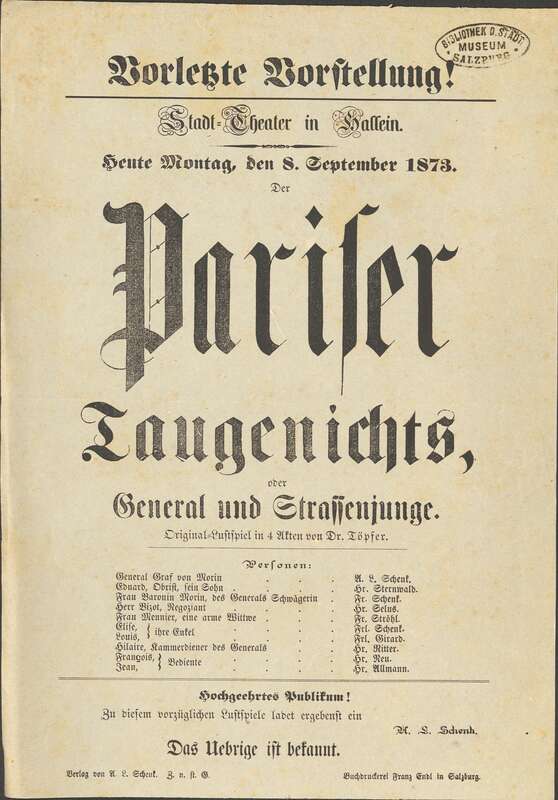 BIBLIOTHEK D. STADT
MUSEUM
SALZBURG
Vorletzte Vorstellung!
Stadt-Theater in Hallein.
Heute Montag, den 8. September 1873.
Der
Pariser
Taugenichts,
oder
General und Strassenjunge.
Original-Lustspiel in 4 Akten von Dr. Töpfer.
Personen:
General Graf von Morin . . . A. L. Schenk.
Eduard, Obrist, sein Sohn . . . . Hr. Sternwald.
Frau Baronin Morin, des Generals Schwägerin . . Fr. Schenk.
Herr Bizot, Negoziant . . . . Hr. Selus.
Frau Mennier, eine arme Wittwe . . . . Fr. Ströhl.
Elise, } ihre Enkel . . . . Frl. Schenk.
Louis, } . . . . Frl. Girard.
Hilaire, Kammerdiener des Generals . . . Hr. Ritter.
François, } Bediente . . . . Hr. Neu.
Jean, } . . . . Hr. Allmann.
Hochgeehrtes Publikum!
Zu diesem vorzüglichen Lustspiele ladet ergebenst ein
A. L. Schenk.
Das Uebrige ist bekannt.
Verlag von A. L. Schenk. Z. n. st. G. Buchdruckerei Franz Endl in Salzburg.